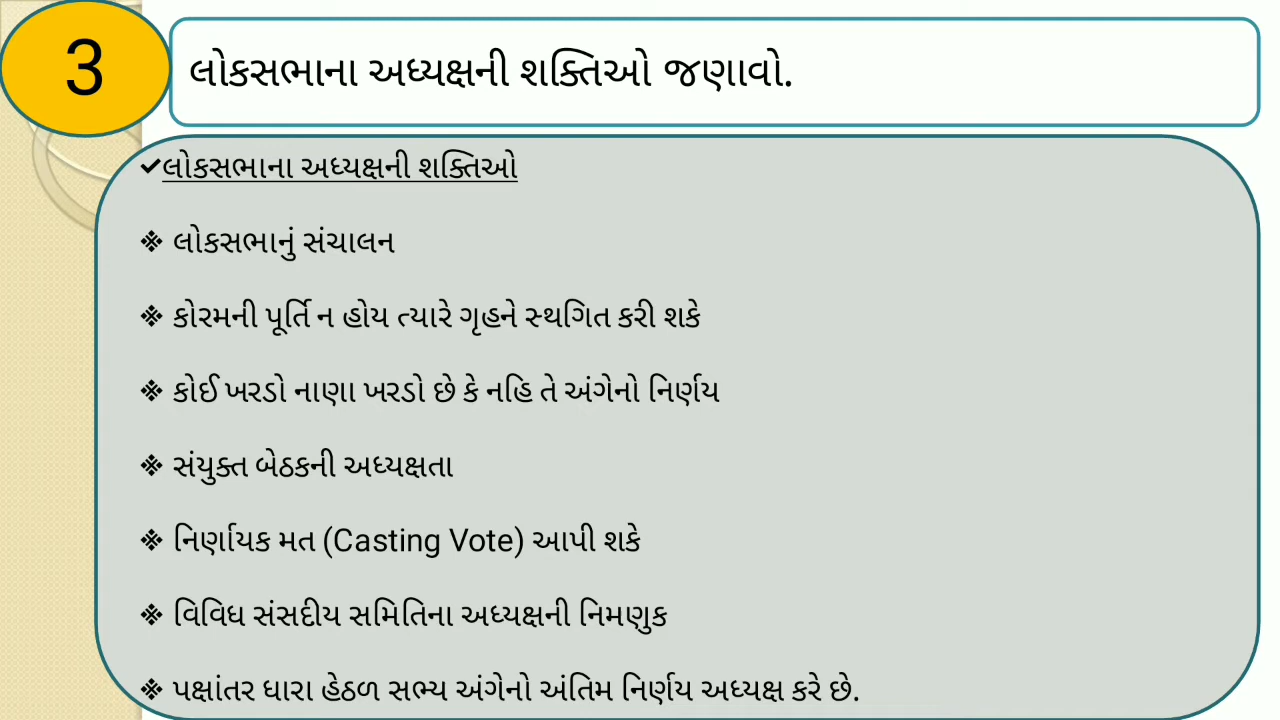 3
લોકસભાના અધ્યક્ષની શક્તિઓ જણાવો.
✔લોકસભાના અધ્યક્ષની શક્તિઓ
❖ લોકસભાનું સંચાલન
❖ કોરમની પૂર્તિ ન હોય ત્યારે ગૃહને સ્થગિત કરી શકે
❖ કોઈ ખરડો નાણા ખરડો છે કે નહિ તે અંગેનો નિર્ણય
❖ સંયુક્ત બેઠકની અધ્યક્ષતા
❖ નિર્ણાયક મત (Casting Vote) આપી શકે
❖ વિવિધ સંસદીય સમિતિના અધ્યક્ષની નિમણુક
❖ પક્ષાંતર ધારા હેઠળ સભ્ય અંગેનો અંતિમ નિર્ણય અધ્યક્ષ કરે છે.